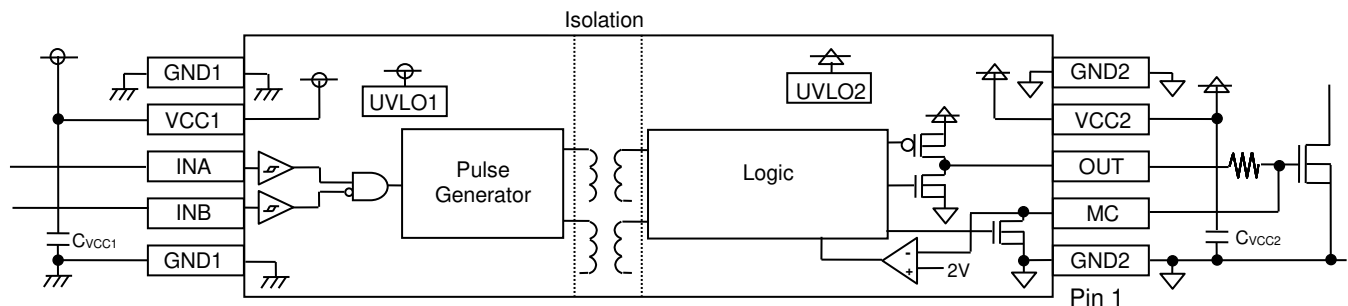 Isolation
GND1
GND2
UVLO1
UVLO2
VCC1
VCC2
INA
Pulse
Generator
Logic
OUT
INB
MC
CVCC1
-
+
2V
CVCC2
GND1
GND2
Pin 1